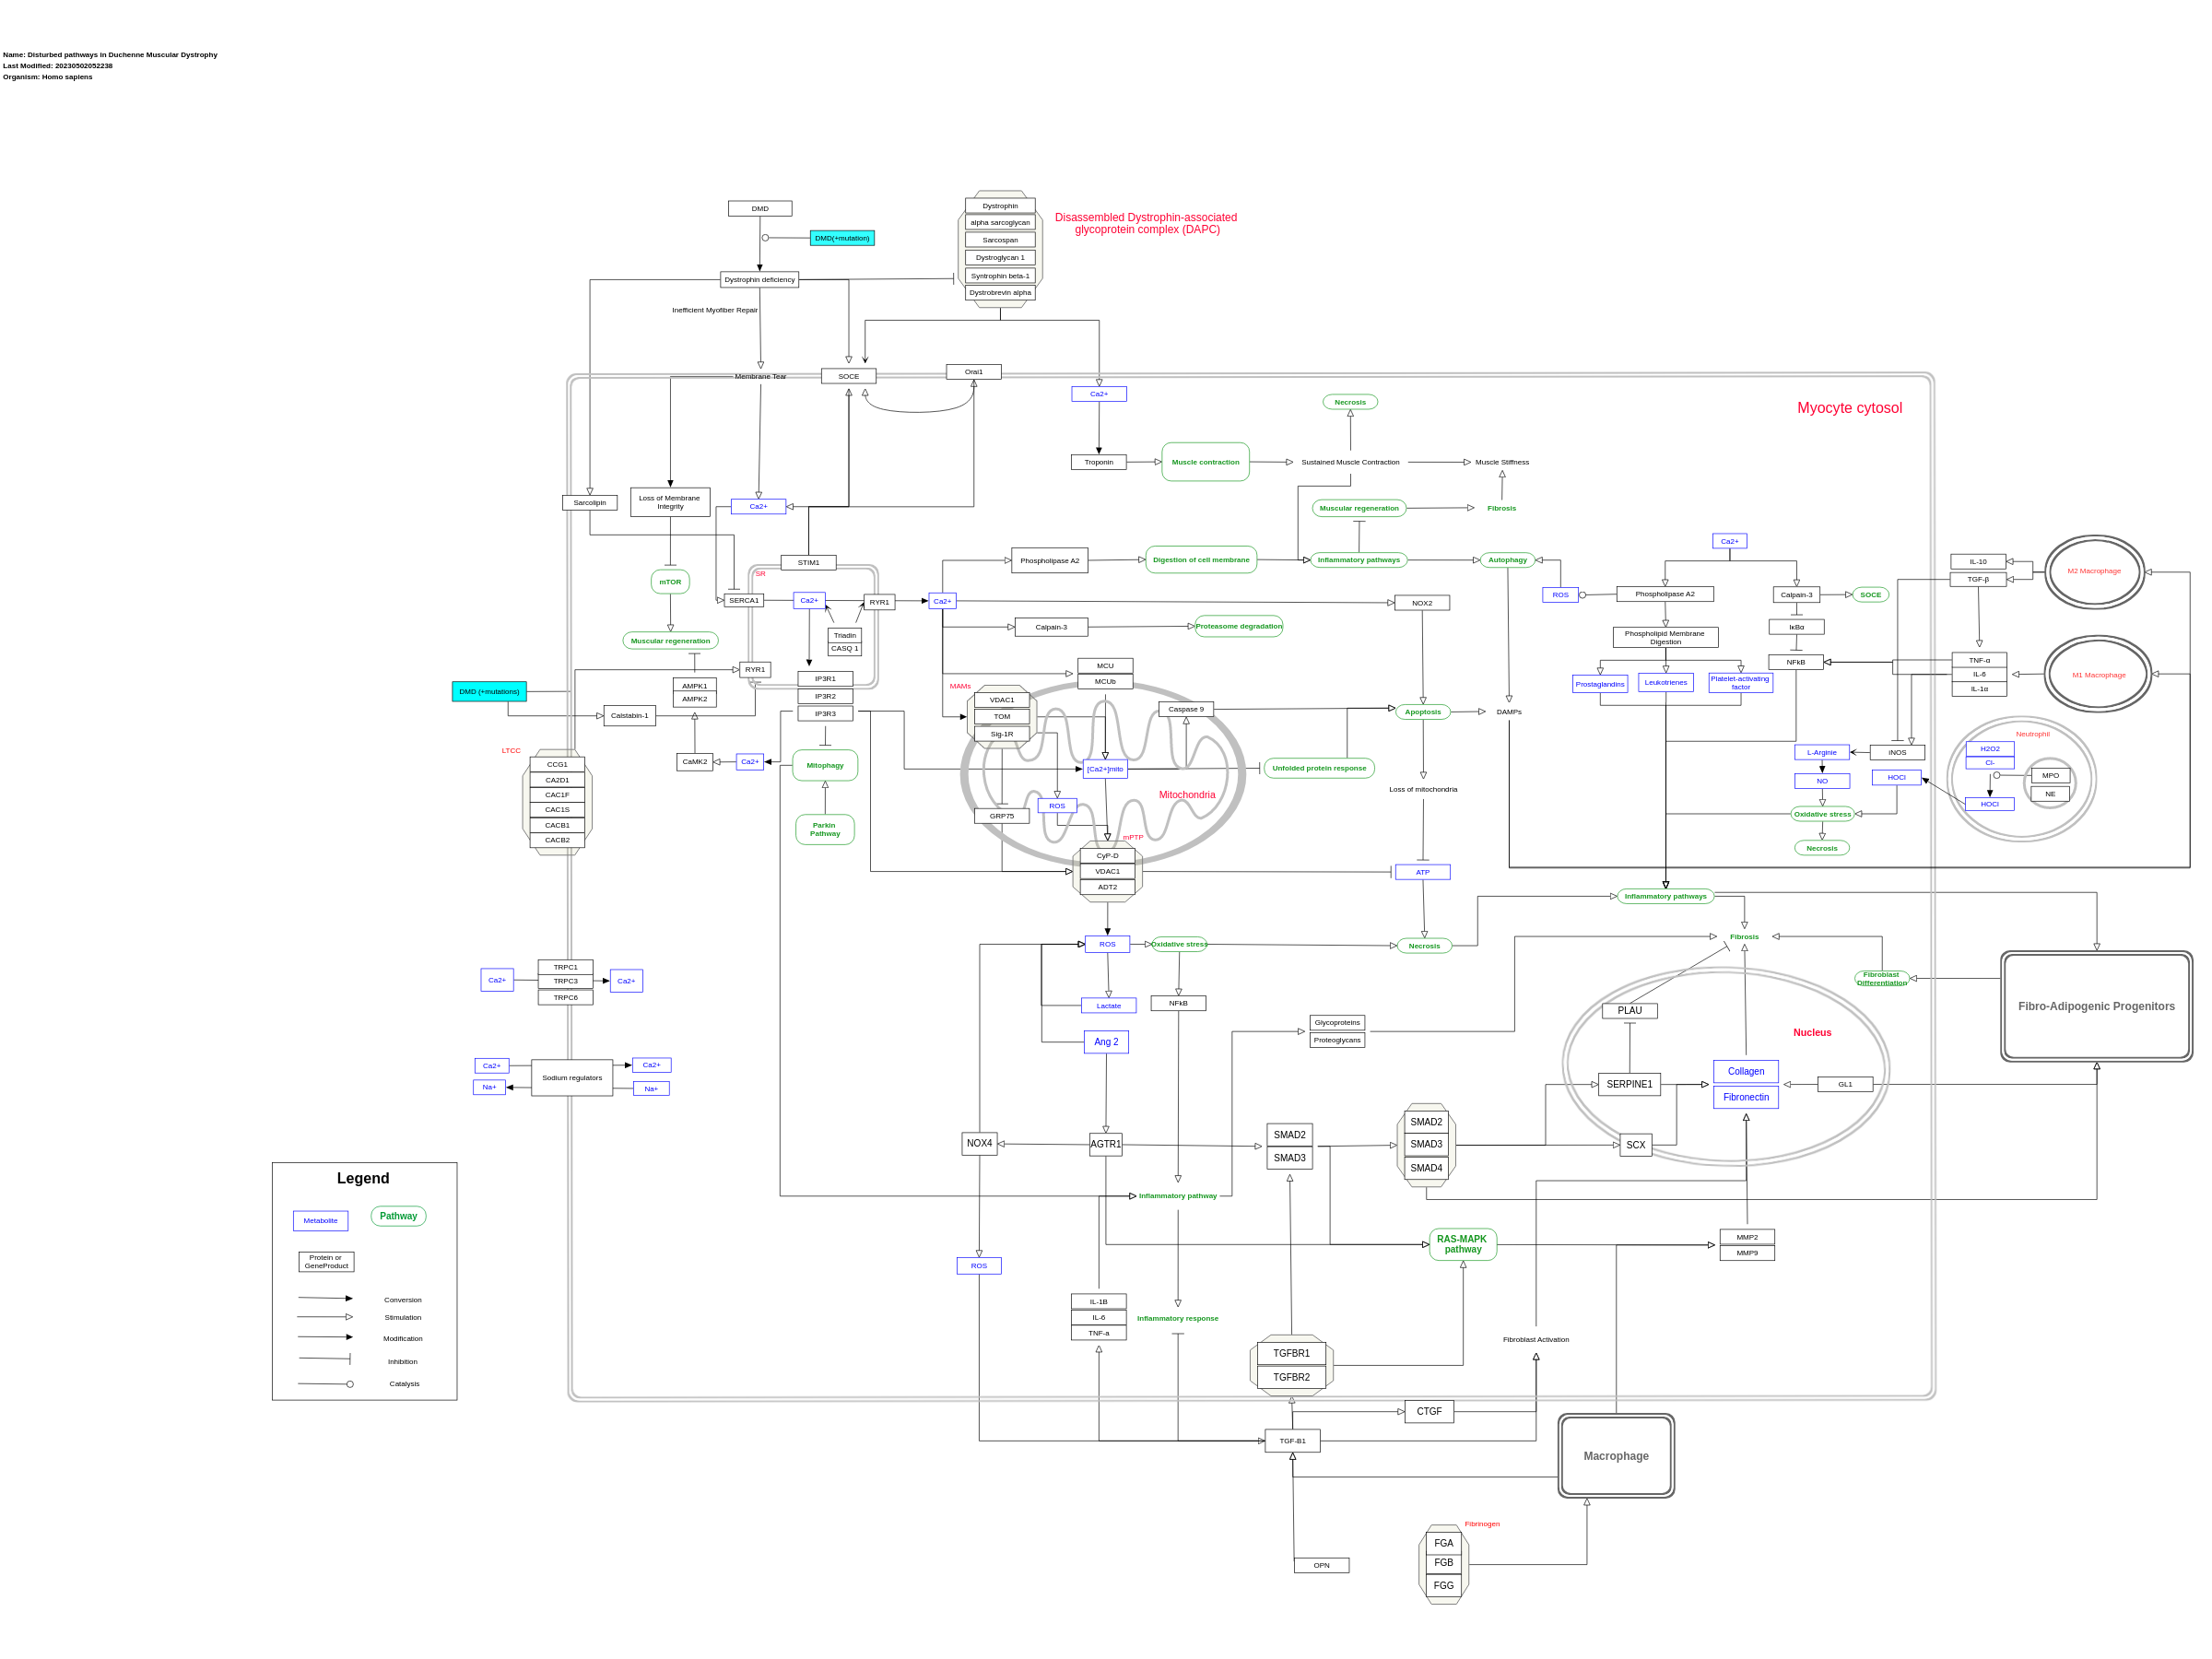 Name: Disturbed pathways in Duchenne Muscular Dystrophy
Last Modified: 20230502052238
Organism: Homo sapiens
DMD
DMD(+mutation)
Dystrophin deficiency
Inefficient Myofiber Repair
Dystrophin
alpha sarcoglycan
Sarcospan
Dystroglycan 1
Syntrophin beta-1
Dystrobrevin alpha
Disassembled Dystrophin-associated
glycoprotein complex (DAPC)
Membrane Tear
SOCE
Orai1
Ca2+
Necrosis
Myocyte cytosol
Troponin
Muscle contraction
Sustained Muscle Contraction
Muscle Stiffness
Sarcolipin
Loss of Membrane
Integrity
Ca2+
Muscular regeneration
Fibrosis
STIM1
SR
Phospholipase A2
Digestion of cell membrane
Inflammatory pathways
Autophagy
Ca2+
IL-10
TGF-β
M2 Macrophage
mTOR
SERCA1
Ca2+
RYR1
Ca2+
NOX2
ROS
Phospholipase A2
Calpain-3
SOCE
Triadin
CASQ 1
Calpain-3
Proteasome degradation
IκBα
Muscular regeneration
Phospholipid Membrane
Digestion
NFkB
TNF-α
IL-6
IL-1α
M1 Macrophage
RYR1
IP3R1
IP3R2
IP3R3
MCU
MCUb
Prostaglandins
Leukotrienes
Platelet-activating
factor
DMD (+mutations)
AMPK1
AMPK2
Calstabin-1
MAMs
VDAC1
TOM
Sig-1R
Caspase 9
Apoptosis
DAMPs
LTCC
CCG1
CA2D1
CAC1F
CAC1S
CACB1
CACB2
CaMK2
Ca2+
Mitophagy
Parkin
Pathway
[Ca2+]mito
Unfolded protein response
Mitochondria
ROS
GRP75
mPTP
Loss of mitochondria
L-Arginie
iNOS
NO
HOCl
Oxidative stress
Necrosis
Neutrophil
H2O2
Cl-
MPO
NE
HOCl
CyP-D
VDAC1
ADT2
ATP
Inflammatory pathways
ROS
Oxidative stress
Necrosis
Fibrosis
Fibroblast
Differentiation
Fibro-Adipogenic Progenitors
Ca2+
TRPC1
TRPC3
TRPC6
Ca2+
Lactate
NFkB
Ang 2
Glycoproteins
Proteoglycans
PLAU
Nucleus
Ca2+
Na+
Sodium regulators
Ca2+
Na+
SERPINE1
Collagen
Fibronectin
GL1
NOX4
AGTR1
SMAD2
SMAD3
SMAD2
SMAD3
SMAD4
SCX
Inflammatory pathway
RAS-MAPK
pathway
MMP2
MMP9
ROS
IL-1B
IL-6
TNF-a
Inflammatory response
Fibroblast Activation
TGFBR1
TGFBR2
CTGF
TGF-B1
Macrophage
OPN
Fibrinogen
FGA
FGB
FGG
Legend
Metabolite
Pathway
Protein or
GeneProduct
Conversion
Stimulation
Modification
Inhibition
Catalysis